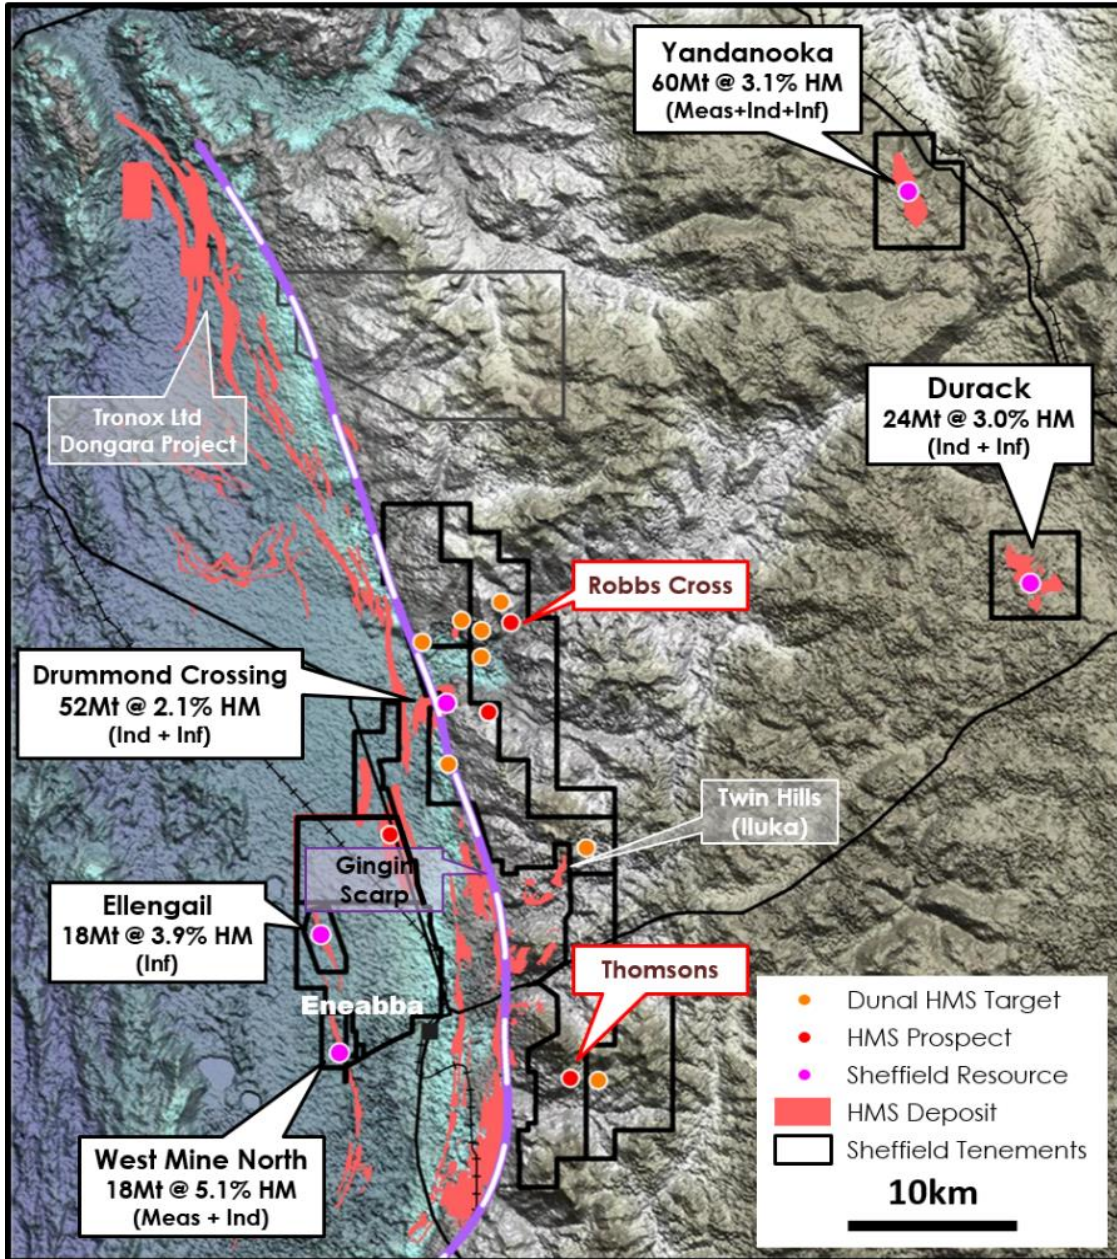 Yandanooka
60Mt @ 3.1% HM
(Meas+Ind+Inf)
Durack
24Mt @ 3.0% HM
(Ind + Inf)
Tronox Ltd
Dongara Project
Robbs Cross
Drummond Crossing
52Mt @ 2.1% HM
(Ind + Inf)
Twin Hills
(Iluka)
Gingin
Scarp
Ellengail
18Mt @ 3.9% HM
(Inf)
Thomsons
Eneabba
West Mine North
18Mt @ 5.1% HM
(Meas + Ind)
Dunal HMS Target
HMS Prospect
Sheffield Resource
HMS Deposit
Sheffield Tenements
10km